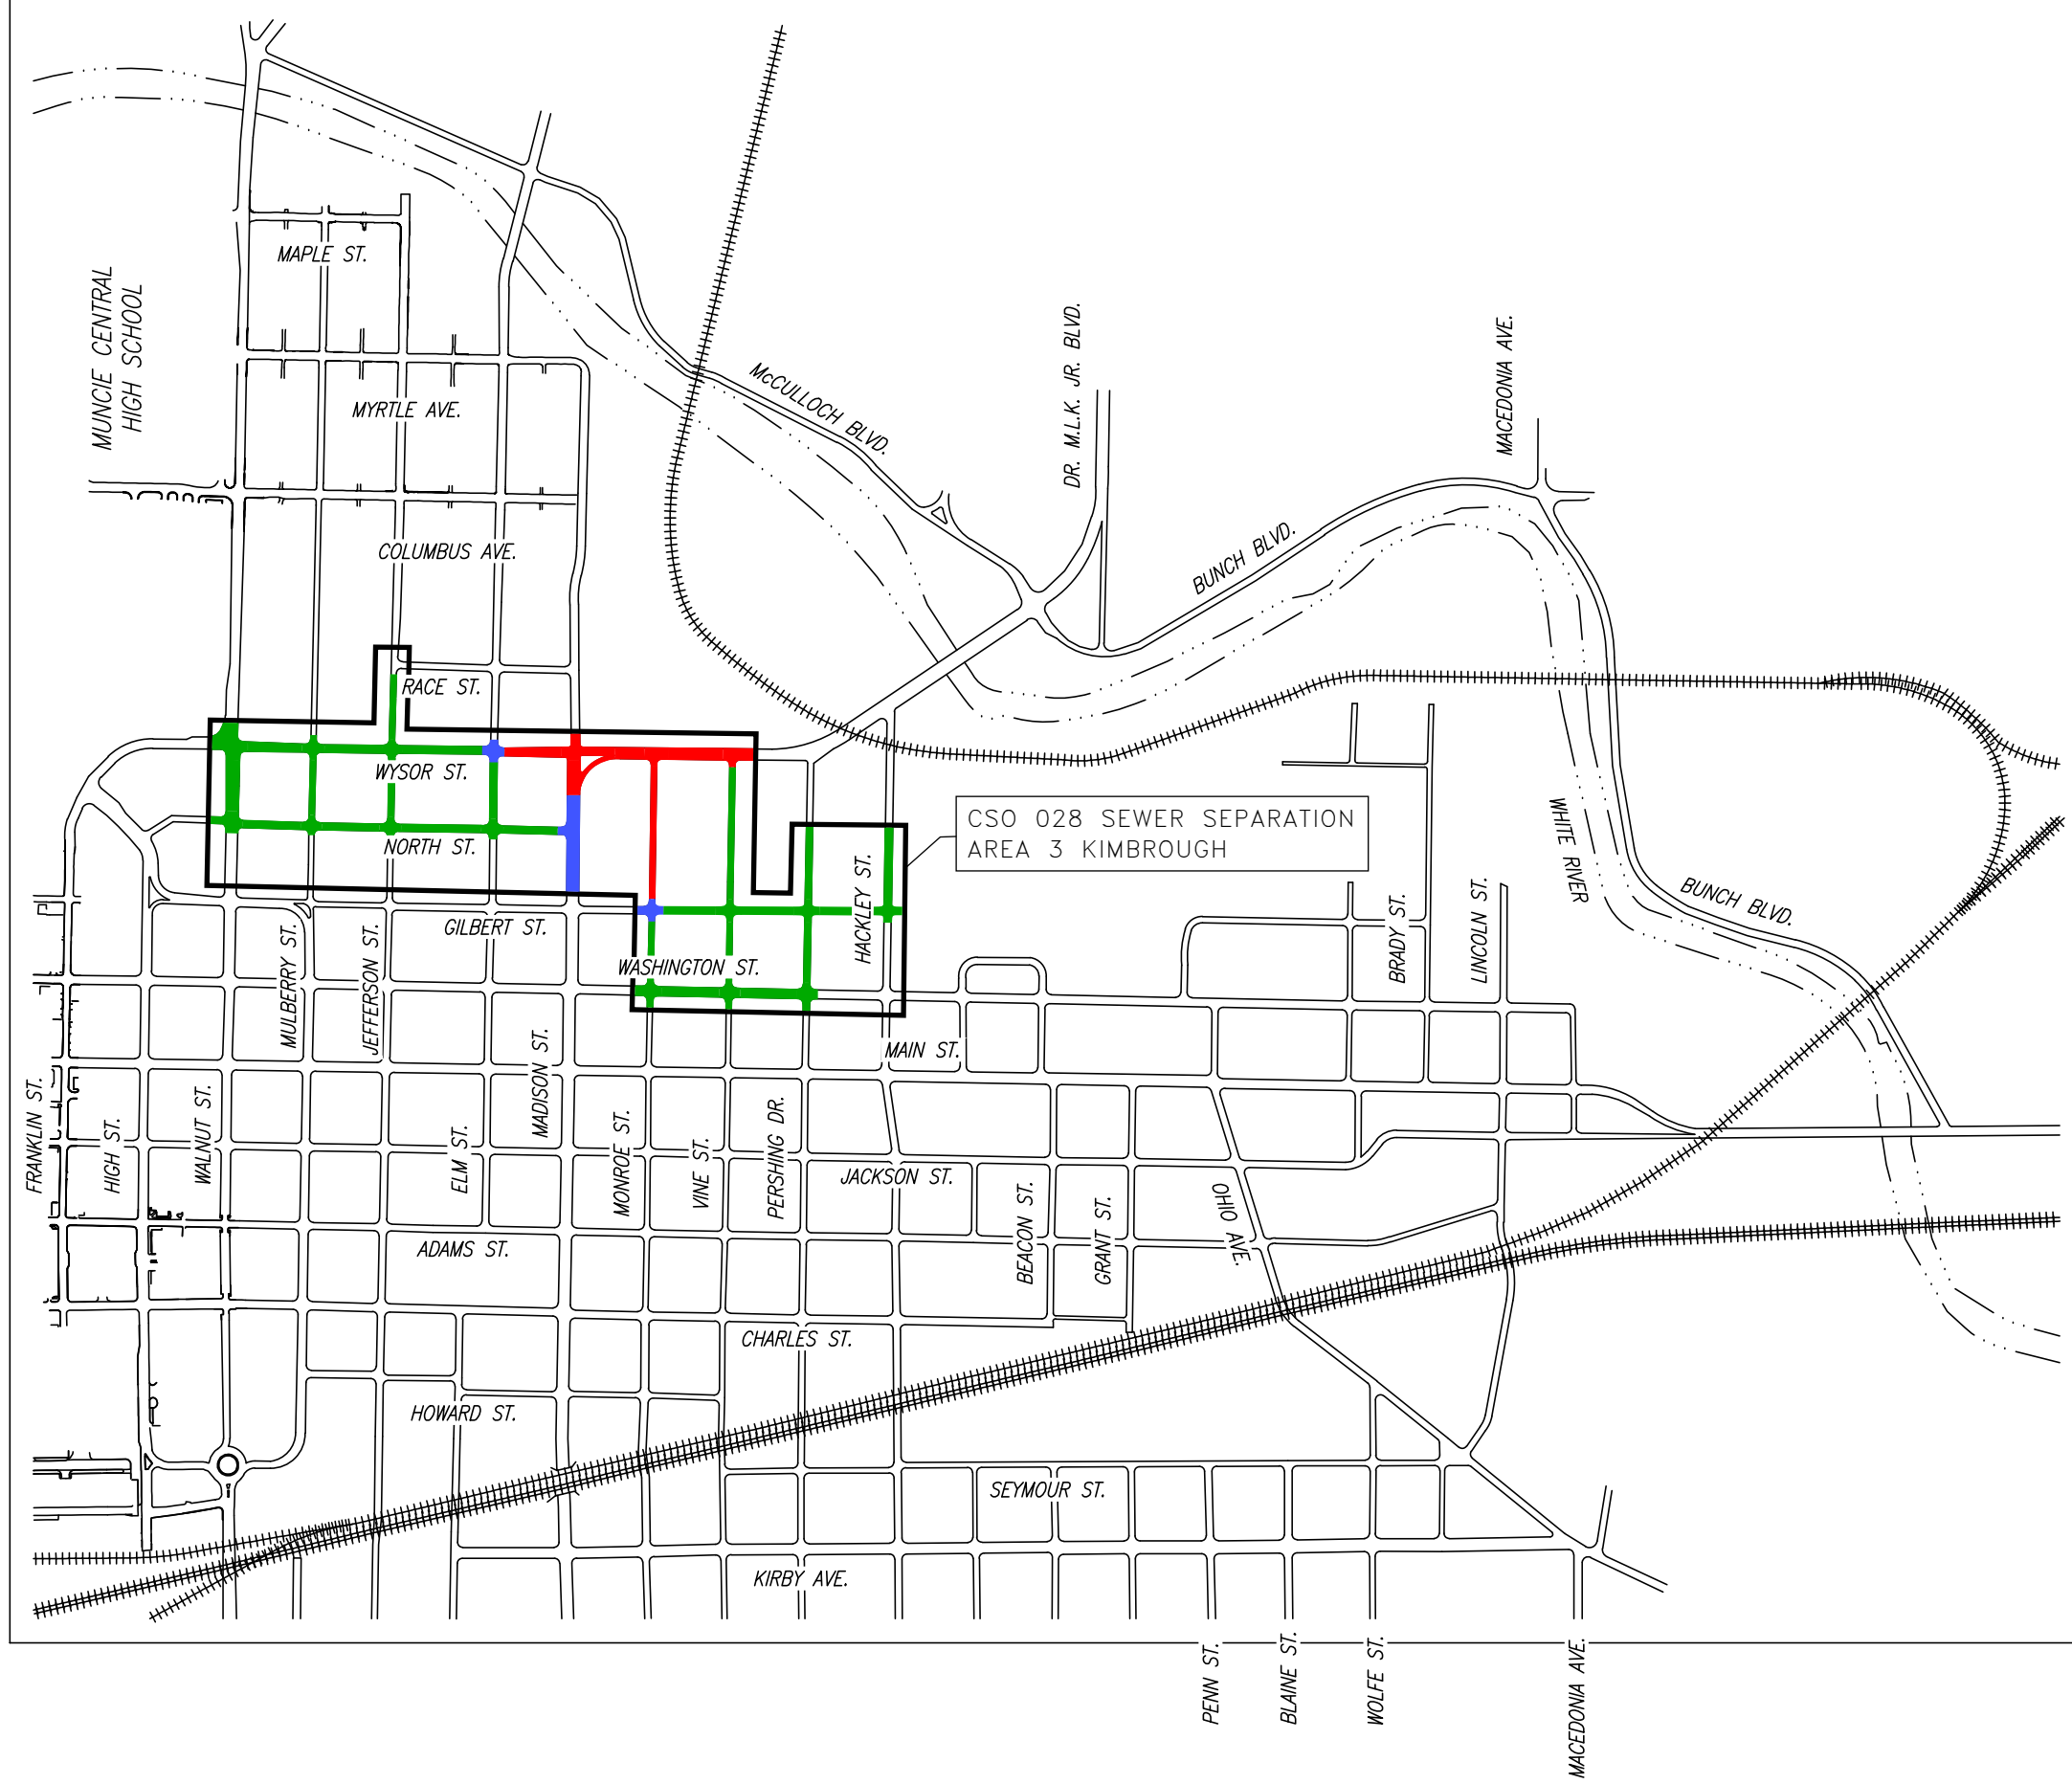 MAPLE ST.
MUNCIE CENTRAL
HIGH SCHOOL
MYRTLE AVE.
McCULLOCH BLVD.
DR. M.L.K. JR. BLVD.
MACEDONIA AVE.
COLUMBUS AVE.
BUNCH BLVD.
RACE ST.
WYSOR ST.
NORTH ST.
CSO 028 SEWER SEPARATION
AREA 3 KIMBROUGH
WHITE RIVER
BUNCH BLVD.
HACKLEY ST.
GILBERT ST.
WASHINGTON ST.
MULBERRY ST.
JEFFERSON ST.
BRADY ST.
LINCOLN ST.
MAIN ST.
MADISON ST.
FRANKLIN ST.
HIGH ST.
WALNUT ST.
ELM ST.
MONROE ST.
VINE ST.
PERSHING DR.
JACKSON ST.
BEACON ST.
GRANT ST.
OHIO AVE.
ADAMS ST.
CHARLES ST.
HOWARD ST.
SEYMOUR ST.
KIRBY AVE.
PENN ST.
BLAINE ST.
WOLFE ST.
MACEDONIA AVE.